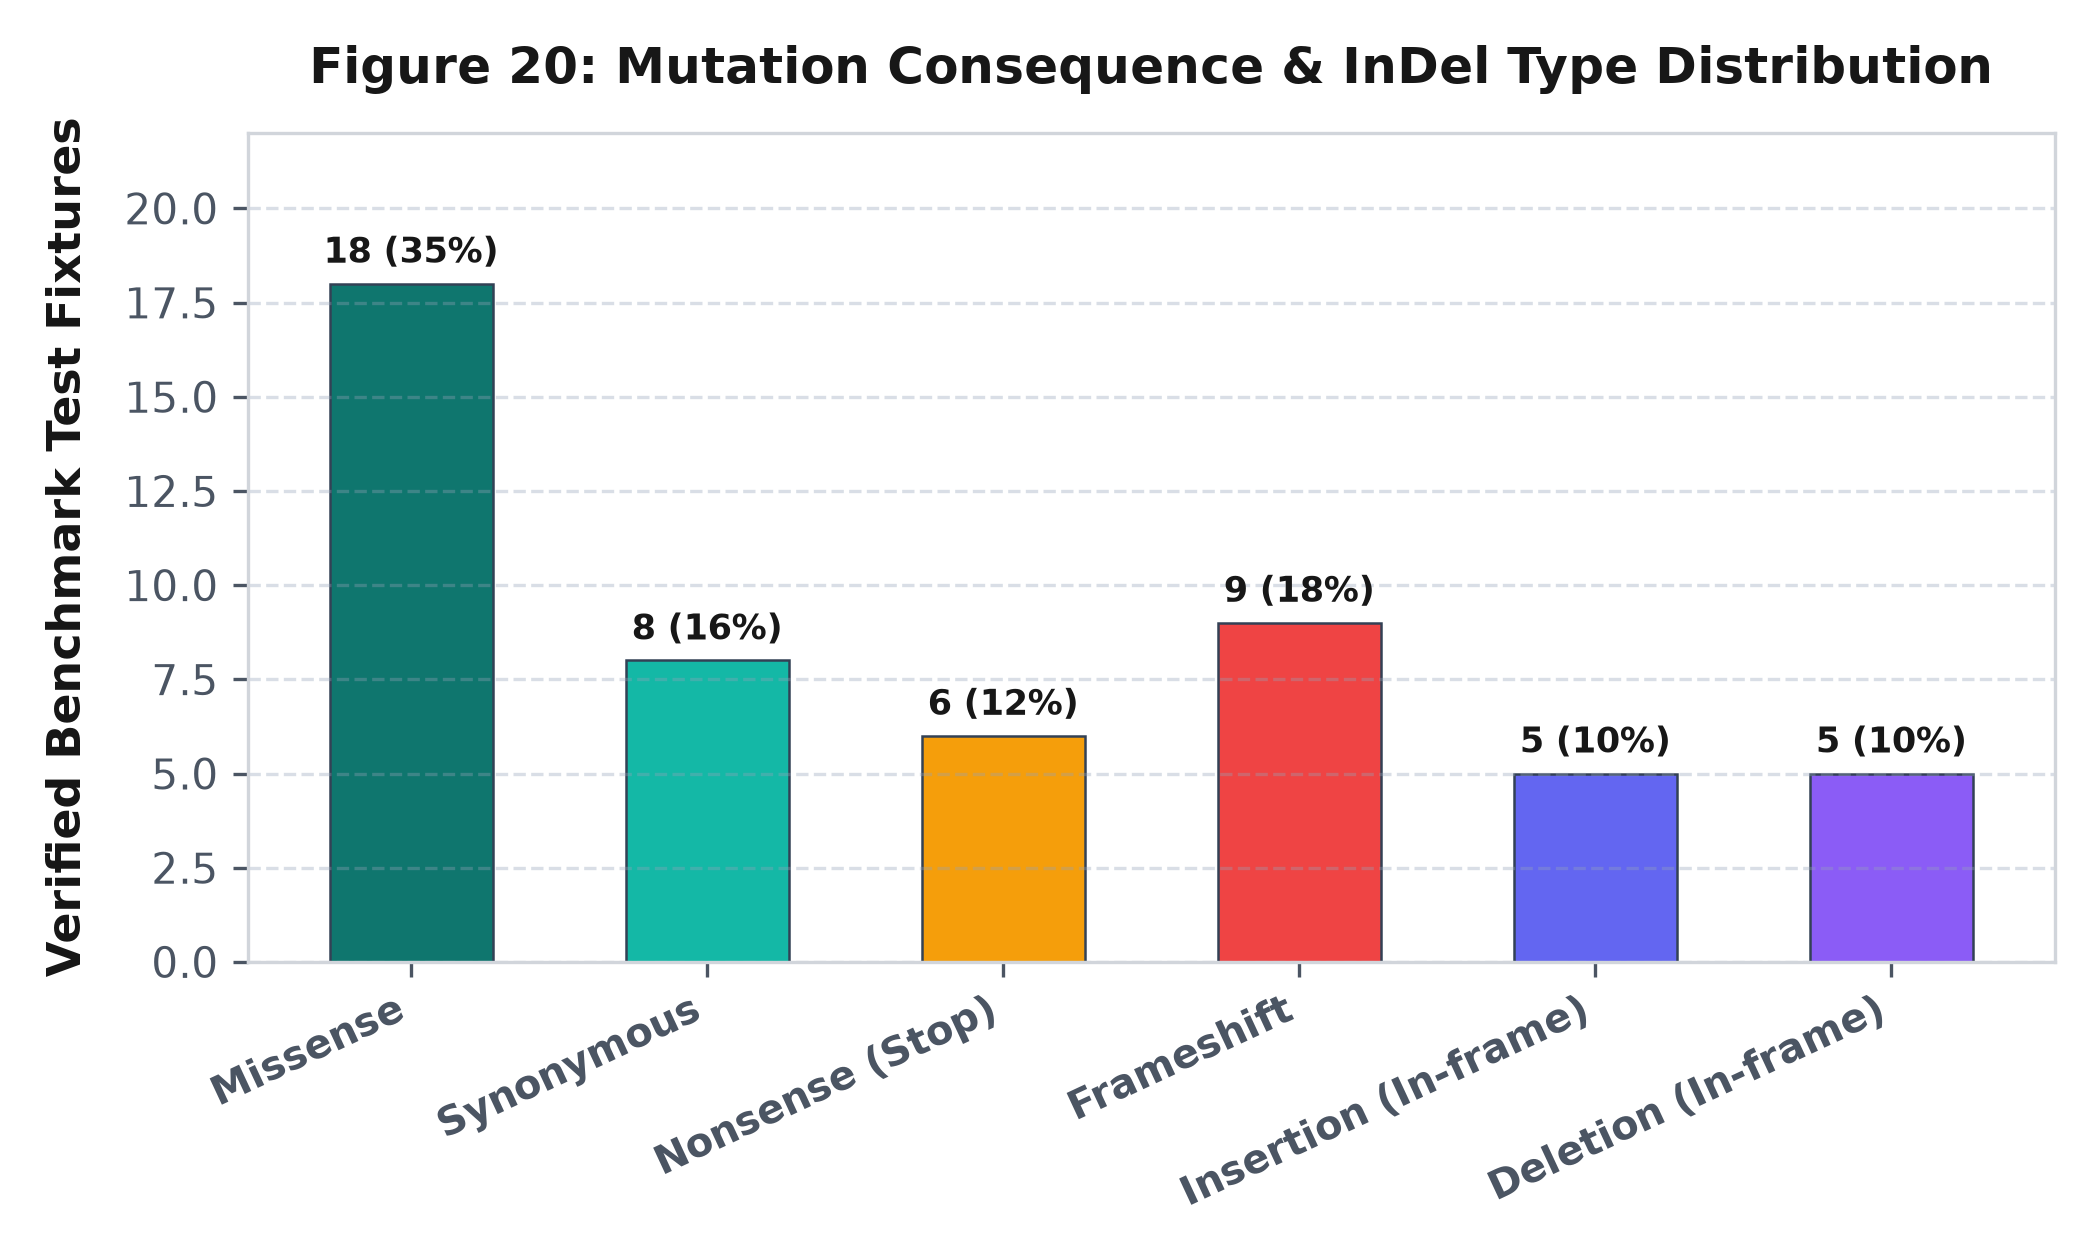 Figure 20: Mutation Consequence & InDel Type Distribution
Verified Benchmark Test Fixtures
20.0
17.5
15.0
12.5
10.0
7.5
5.0
2.5
0.0
18 (35%)
8 (16%)
6 (12%)
9 (18%)
5 (10%)
5 (10%)
Missense
Synonymous
Nonsense (Stop)
Frameshift
Insertion (In-frame)
Deletion (In-frame)